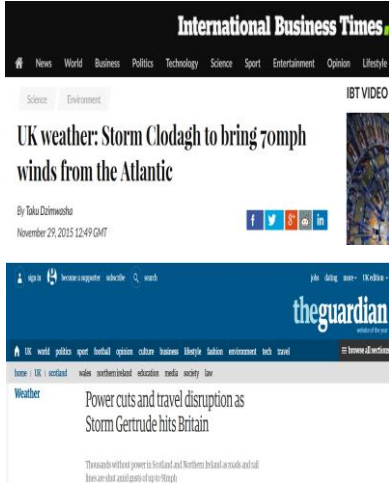 International Business Times
News World Business Politics Technology Science Sport Entertainment Opinion Lifestyle
Science Environment
IBT VIDEO
UK weather: Storm Clodagh to bring 70mph
winds from the Atlantic
By Taku Dzimwasha
November 29, 2015 12:49 GMT
sign in become a supporter subscribe search jobs dating more UK edition
theguardian
website of the year
UK world politics sport football opinion culture business lifestyle fashion environment tech travel browse all sections
home UK scotland wales northern ireland education media society law
Weather
Power cuts and travel disruption as
Storm Gertrude hits Britain
Thousands without power in Scotland and Northern Ireland as roads and rail
lines are shut amid gusts of up to 91mph